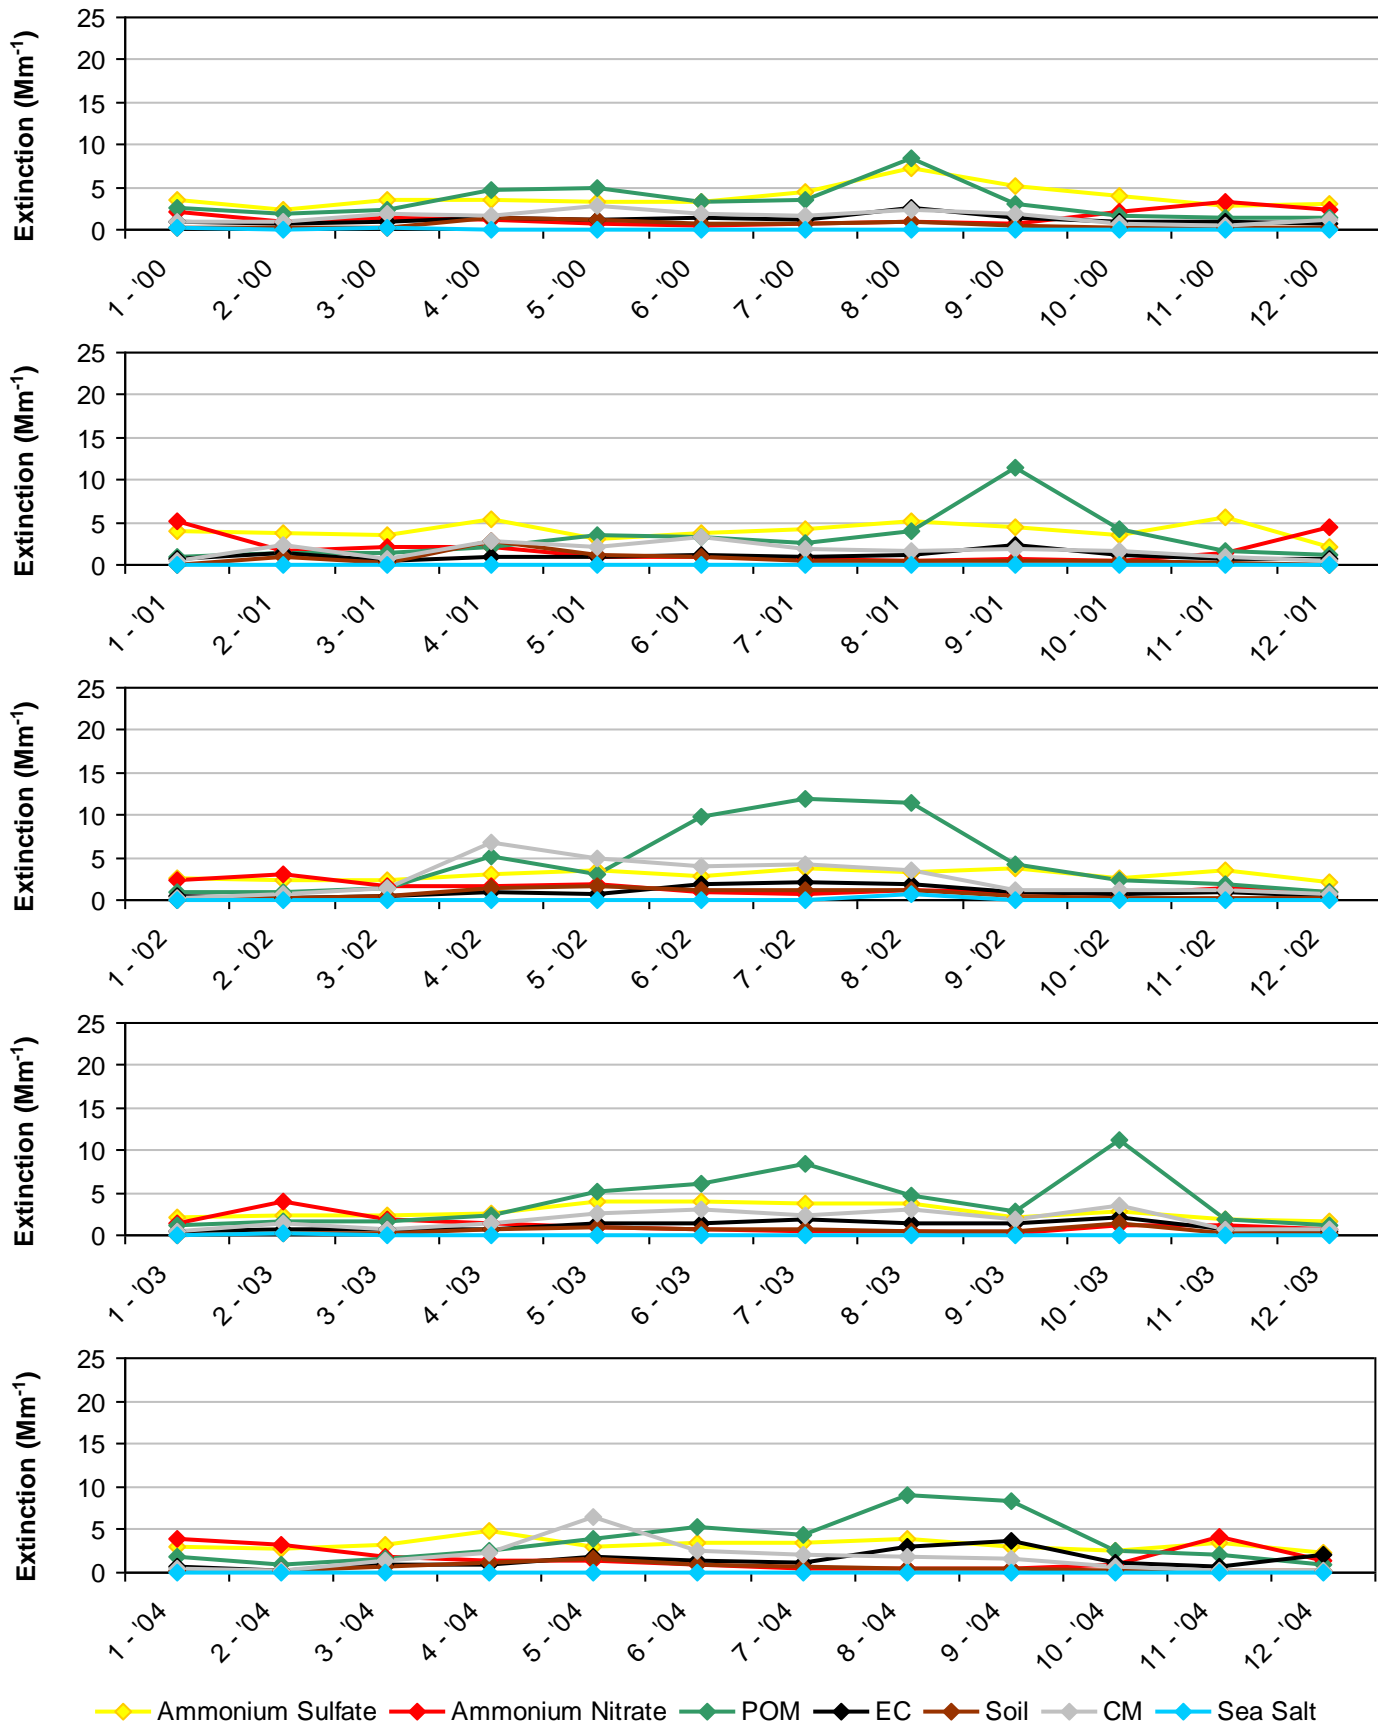 25
20
15
10
5
0
Extinction (Mm⁻¹)
1 - '00
2 - '00
3 - '00
4 - '00
5 - '00
6 - '00
7 - '00
8 - '00
9 - '00
10 - '00
11 - '00
12 - '00
25
20
15
10
5
0
Extinction (Mm⁻¹)
1 - '01
2 - '01
3 - '01
4 - '01
5 - '01
6 - '01
7 - '01
8 - '01
9 - '01
10 - '01
11 - '01
12 - '01
25
20
15
10
5
0
Extinction (Mm⁻¹)
1 - '02
2 - '02
3 - '02
4 - '02
5 - '02
6 - '02
7 - '02
8 - '02
9 - '02
10 - '02
11 - '02
12 - '02
25
20
15
10
5
0
Extinction (Mm⁻¹)
1 - '03
2 - '03
3 - '03
4 - '03
5 - '03
6 - '03
7 - '03
8 - '03
9 - '03
10 - '03
11 - '03
12 - '03
25
20
15
10
5
0
Extinction (Mm⁻¹)
1 - '04
2 - '04
3 - '04
4 - '04
5 - '04
6 - '04
7 - '04
8 - '04
9 - '04
10 - '04
11 - '04
12 - '04
Ammonium Sulfate Ammonium Nitrate POM EC Soil CM Sea Salt